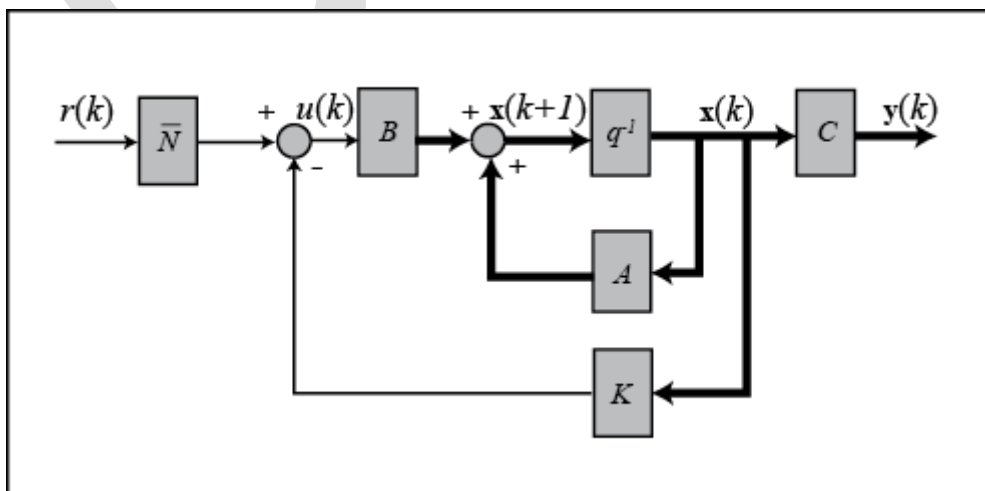 r(k)
N̅
+
u(k)
-
B
+
x(k+1)
+
q⁻¹
x(k)
C
y(k)
A
K